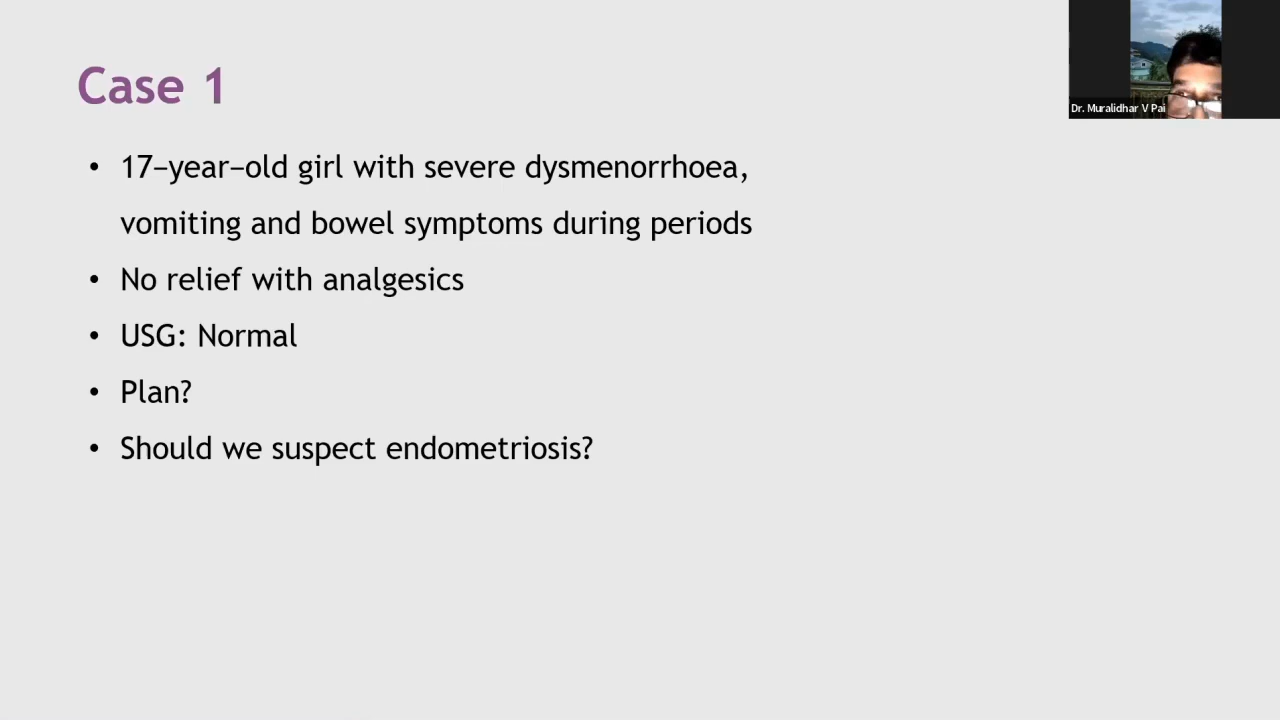 Case 1
Dr. Muralidhar V Pai
• 17-year-old girl with severe dysmenorrhoea,
vomiting and bowel symptoms during periods
• No relief with analgesics
• USG: Normal
• Plan?
• Should we suspect endometriosis?